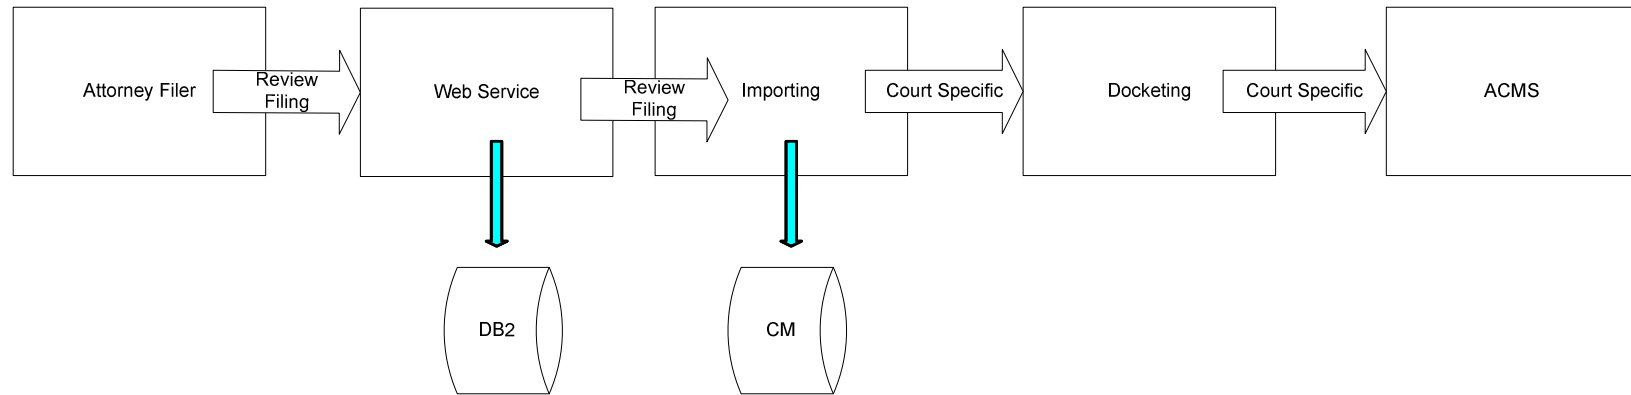 Attorney Filer
Review
Filing
Web Service
Review
Filing
Importing
Court Specific
Docketing
Court Specific
ACMS
DB2
CM